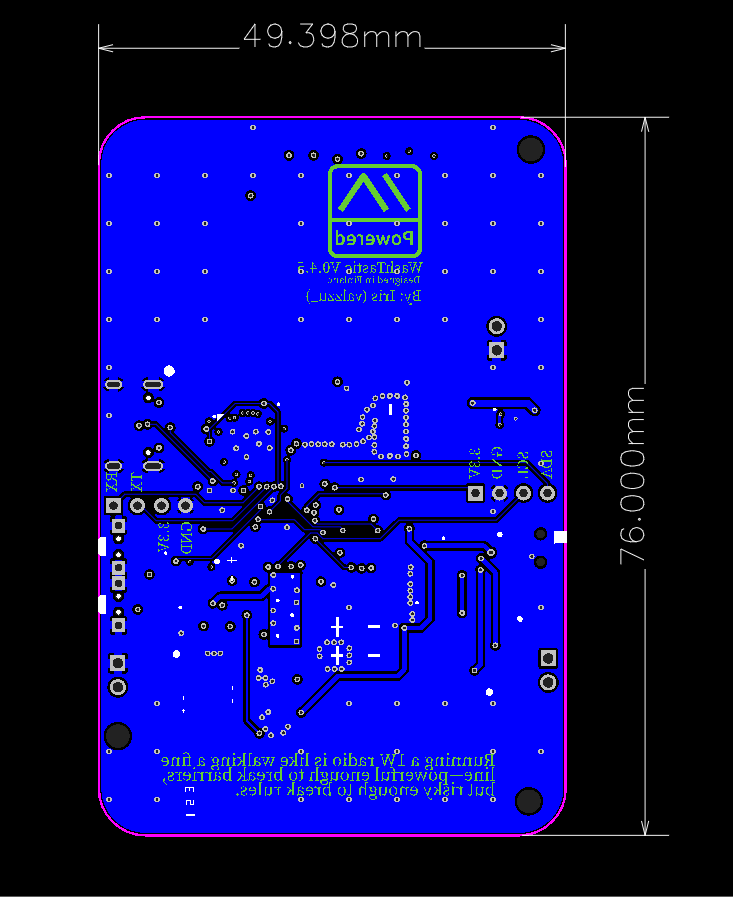 49.398mm
Powered
WashTastic V0.4.5
Designed in Finland
By: Iris (valzzu_)
76.000mm
3.3V
GND
SCL
SDA
RX
TX
3.3V
GND
Running a 1W radio is like walking a fine
line—powerful enough to break barriers,
but risky enough to break rules.